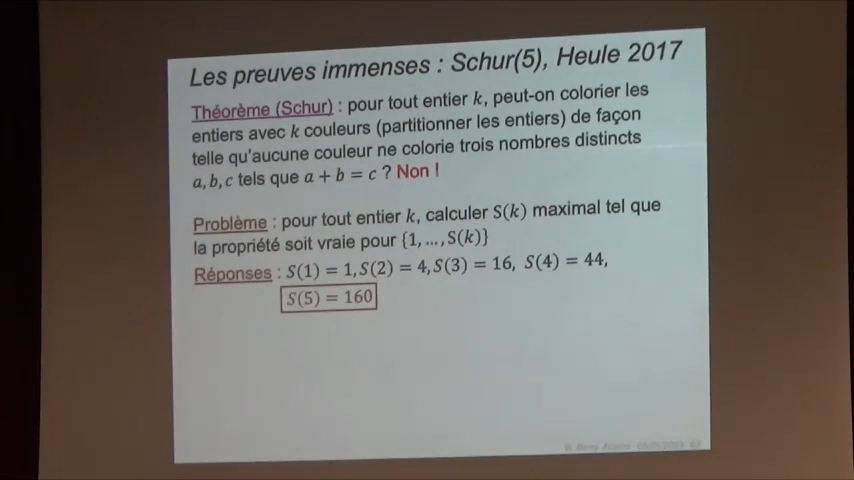 Les preuves immenses : Schur(5), Heule 2017
Théorème (Schur) : pour tout entier k, peut-on colorier les
entiers avec k couleurs (partitionner les entiers) de façon
telle qu'aucune couleur ne colorie trois nombres distincts
a,b,c tels que a + b = c ? Non !
Problème : pour tout entier k, calculer S(k) maximal tel que
la propriété soit vraie pour {1, ...,S(k)}
Réponses : S(1) = 1,S(2) = 4,S(3) = 16, S(4) = 44,
S(5) = 160